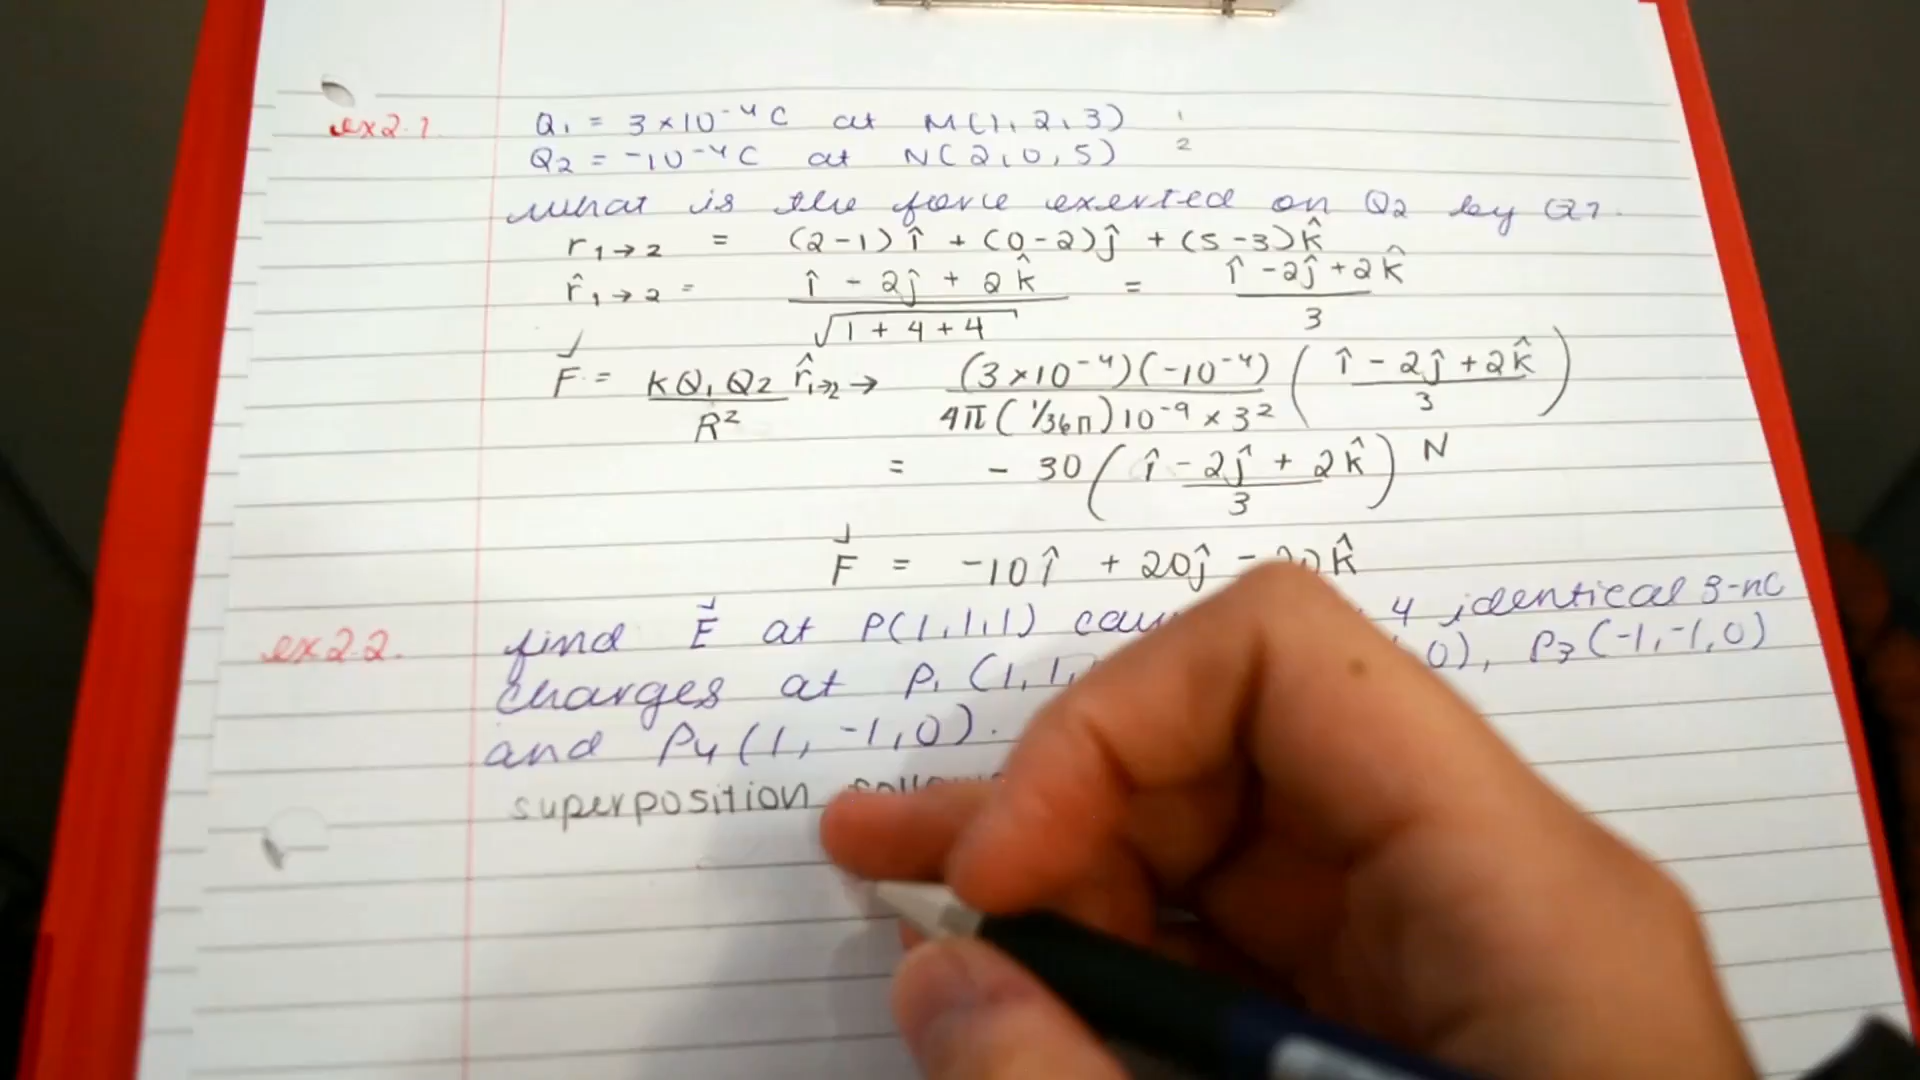 ex2.1 Q₁ = 3×10⁻⁴C at M(1,2,3) 1
Q₂ = -10⁻⁴C at N(2,0,5) 2
what is the force exerted on Q₂ by Q1.
r₁→₂ = (2-1)î + (0-2)ĵ + (5-3)k̂
r̂₁→₂ = (î - 2ĵ + 2k̂)/√(1+4+4) = (î - 2ĵ + 2k̂)/3
F⃗ = kQ₁Q₂/R² r̂₁→₂ → (3×10⁻⁴)(-10⁻⁴)/4π(1/36π)10⁻⁹ × 3² ((î - 2ĵ + 2k̂)/3)
= - 30 ((î - 2ĵ + 2k̂)/3) N
F⃗ = -10î + 20ĵ - 20k̂
ex2.2. find E⃗ at P(1,1,1) 4 identical 3-nC
charges at P₁(1,1, 0), P₃(-1,-1,0)
and P₄(1,-1,0).
superposition